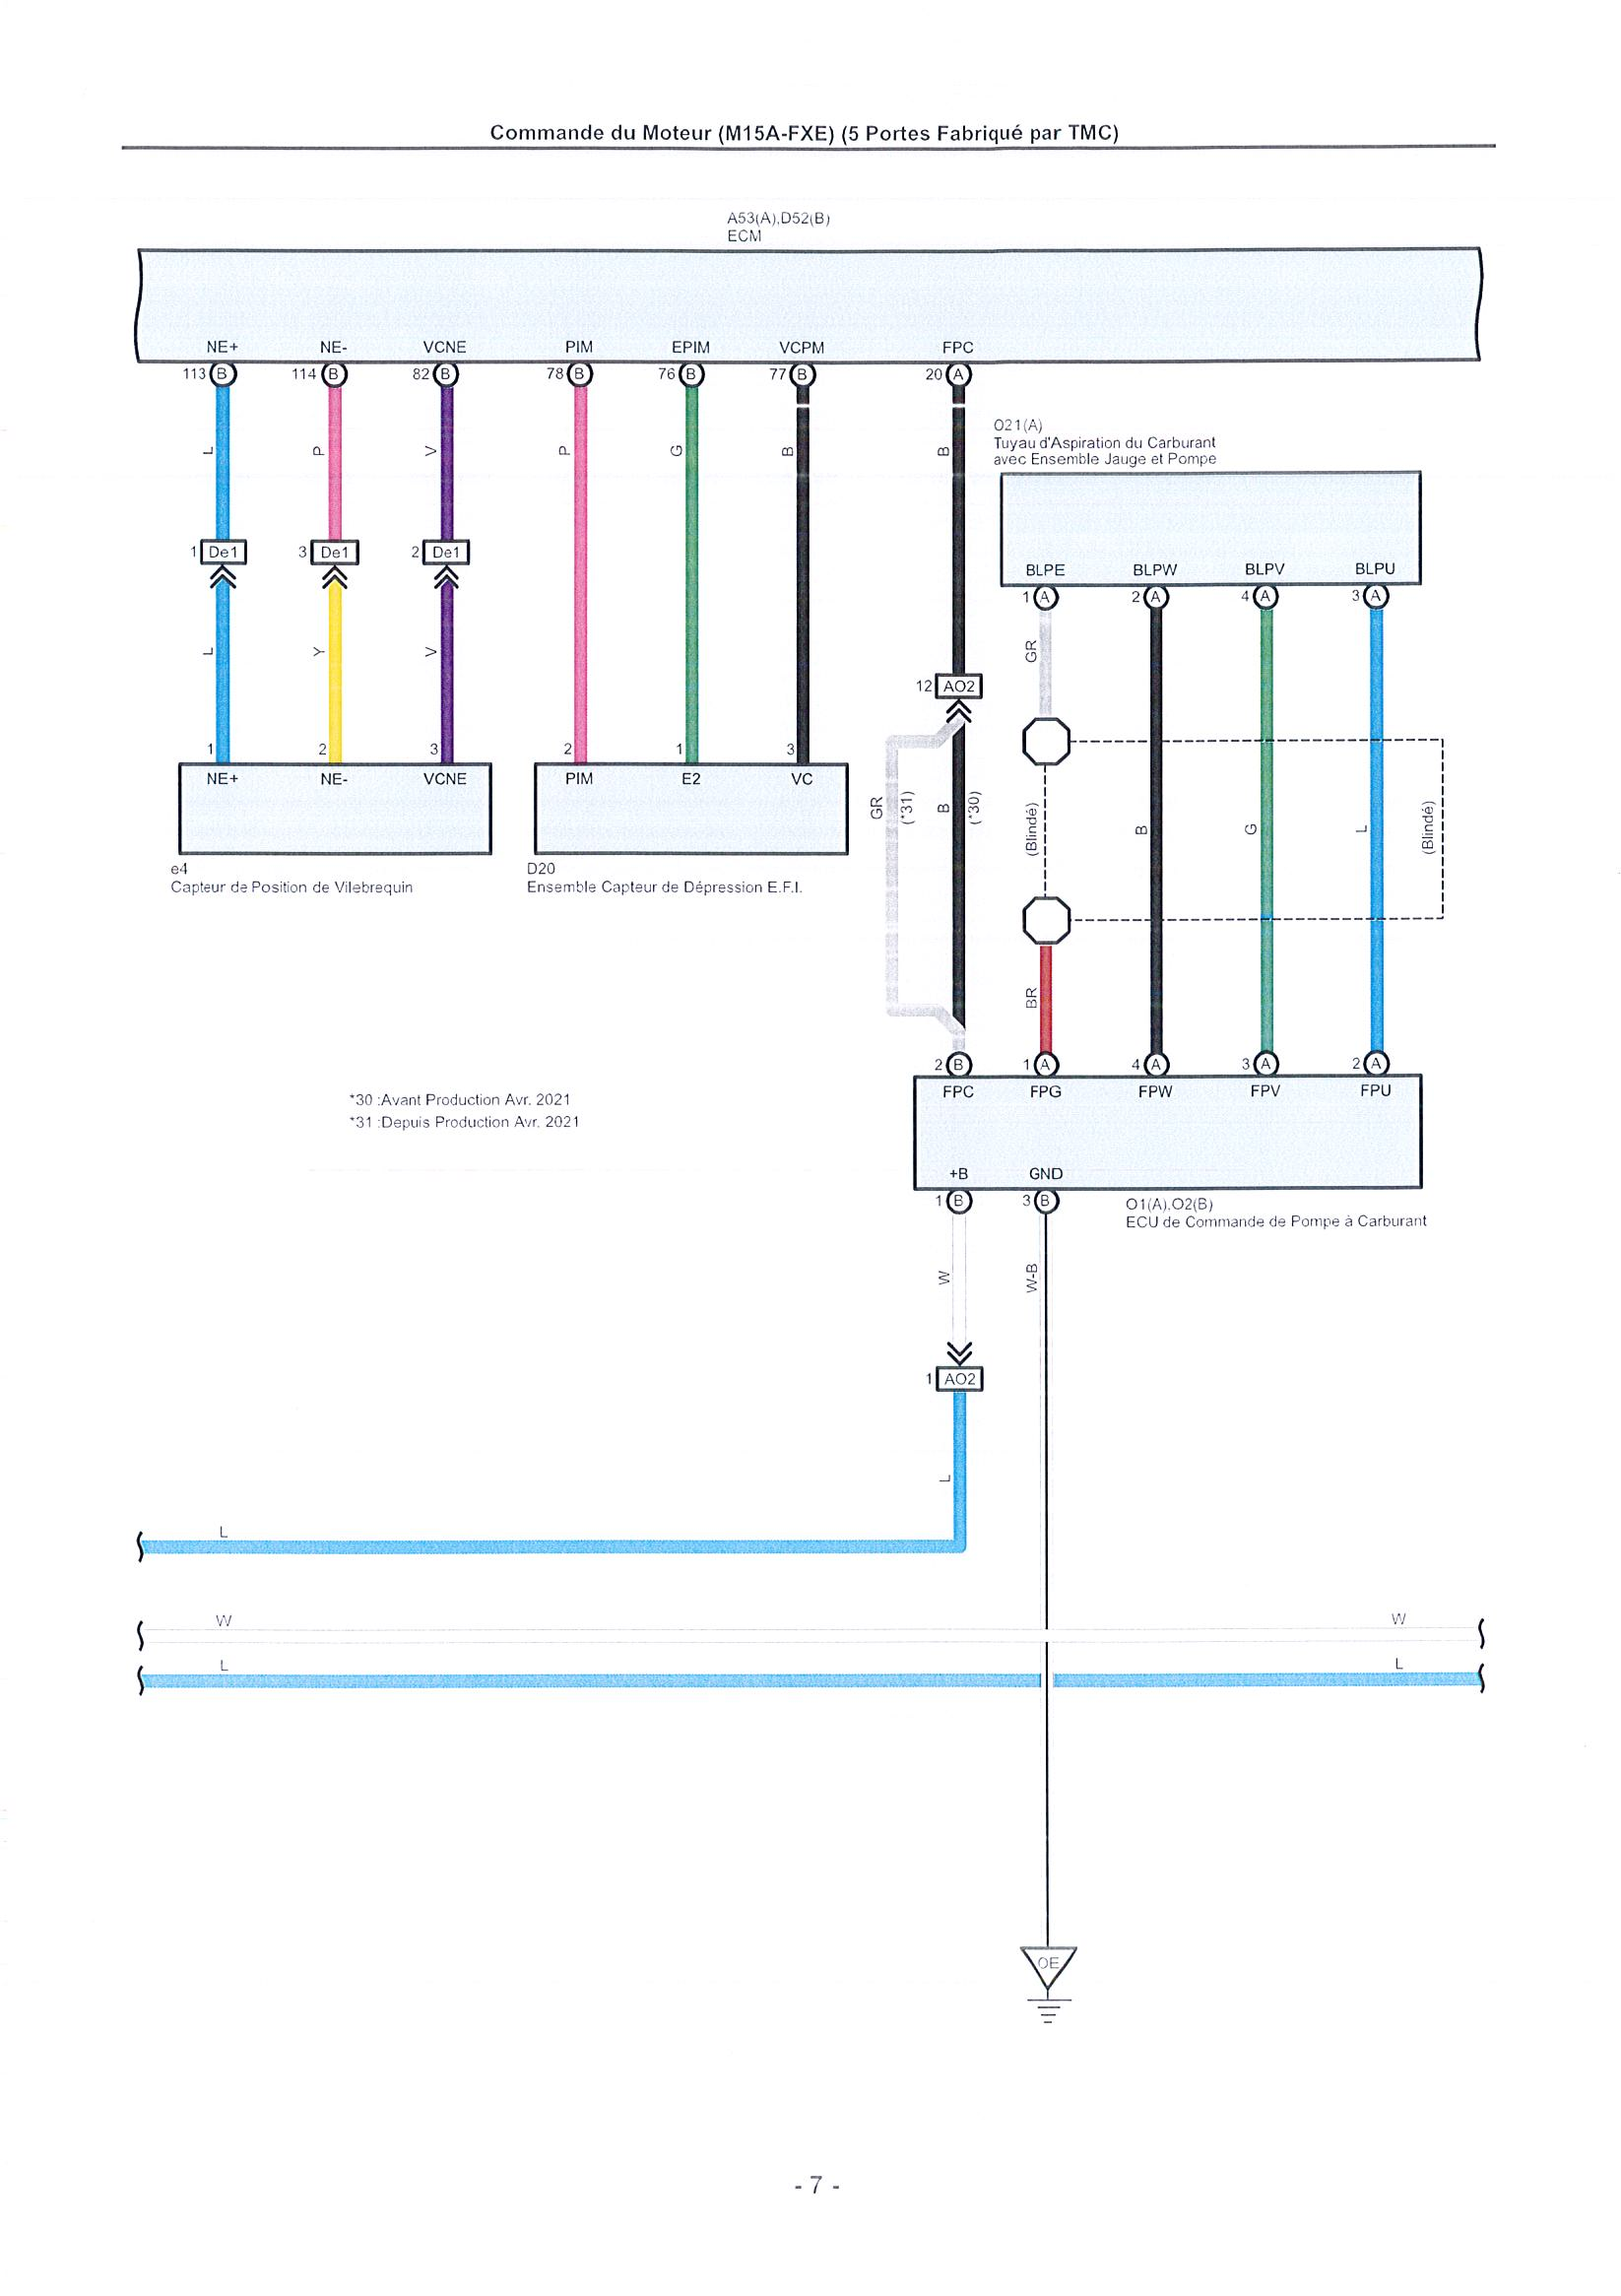 Commande du Moteur (M15A-FXE) (5 Portes Fabriqué par TMC)
A53(A),D52(B)
ECM
NE+ NE- VCNE PIM EPIM VCPM FPC
113 B 114 B 82 B 78 B 76 B 77 B 20 A
O21(A)
Tuyau d'Aspiration du Carburant
avec Ensemble Jauge et Pompe
L P V P G B B
1 De1 3 De1 2 De1
BLPE BLPW BLPV BLPU
1 A 2 A 4 A 3 A
L Y V GR
12 AO2
1 2 3 2 1 3
NE+ NE- VCNE PIM E2 VC
GR (*31) B (*30) (Blindé) B G L (Blindé)
e4
Capteur de Position de Vilebrequin
D20
Ensemble Capteur de Dépression E.F.I.
BR
2 B 1 A 4 A 3 A 2 A
FPC FPG FPW FPV FPU
*30 :Avant Production Avr. 2021
*31 :Depuis Production Avr. 2021
+B GND
1 B 3 B
O1(A),O2(B)
ECU de Commande de Pompe à Carburant
W W-B
1 AO2
L
L
W W
L L
OE
- 7 -